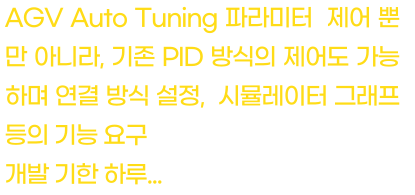 AGV Auto Tuning 파라미터 제어 뿐
만 아니라, 기존 PID 방식의 제어도 가능
하며 연결 방식 설정, 시뮬레이터 그래프
등의 기능 요구
개발 기한 하루...